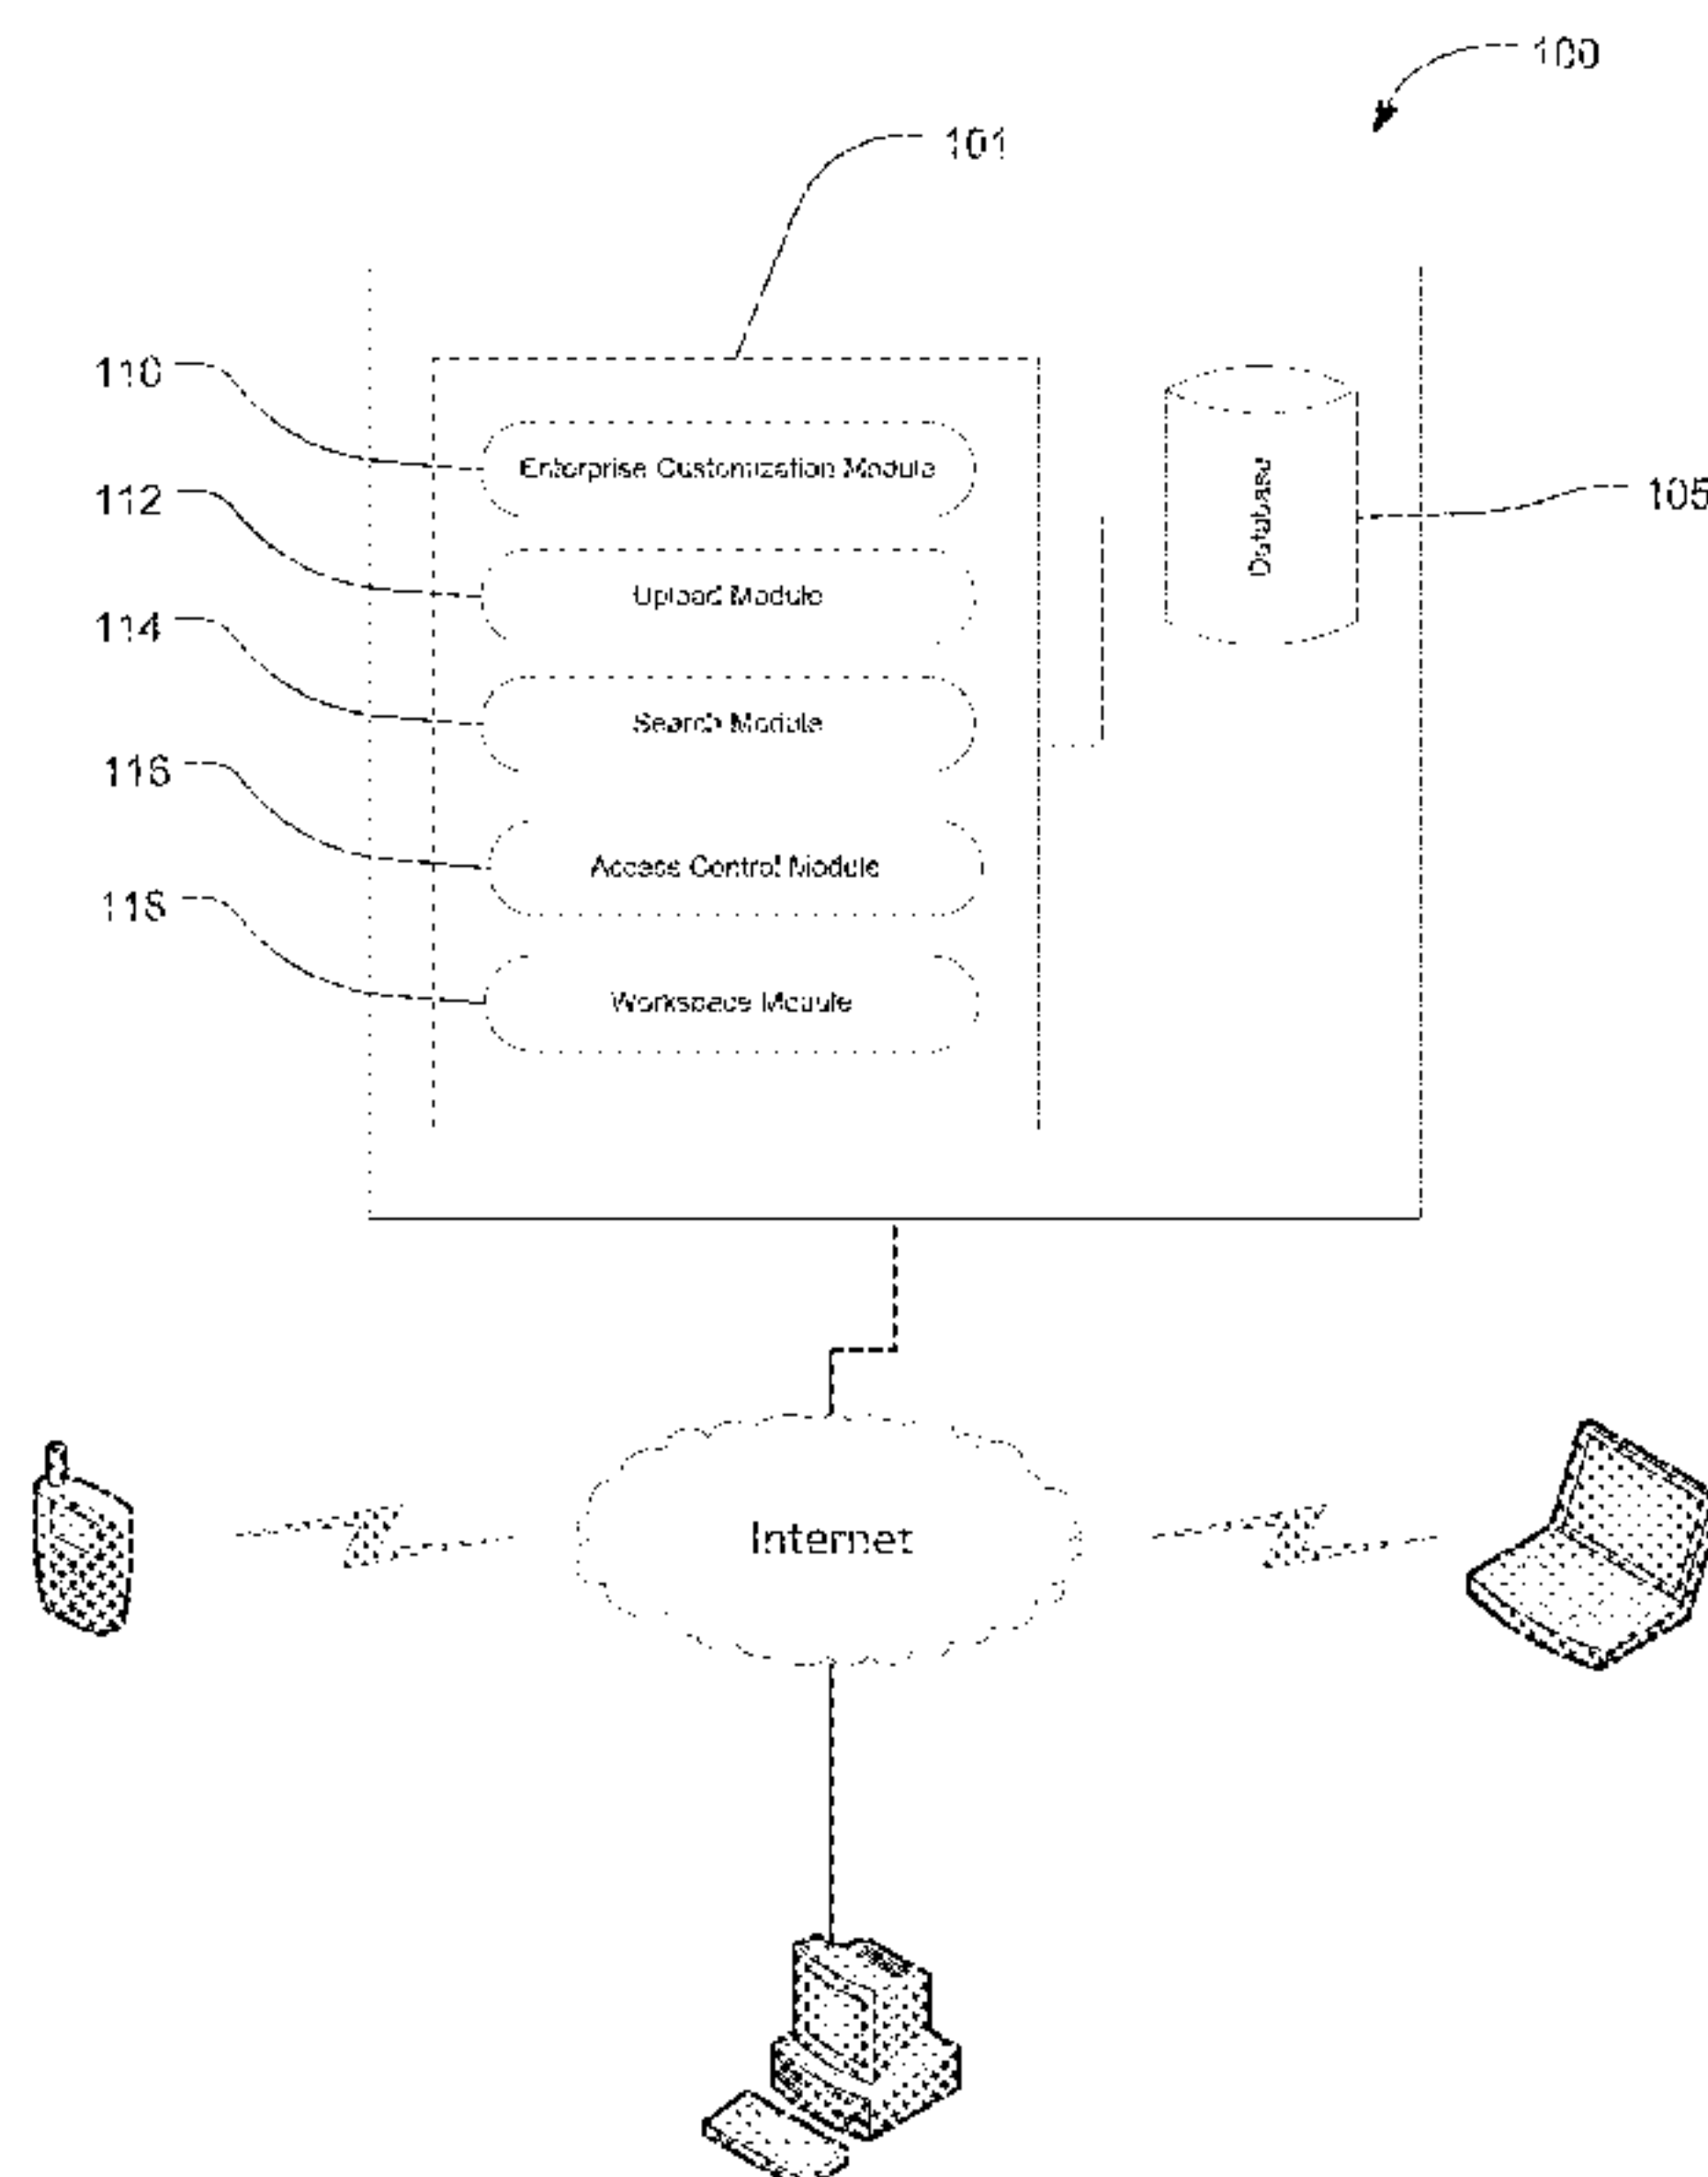 100
101
110
Enterprise Customization Module
112
Upload Module
114
Search Module
116
Access Control Module
118
Workspace Module
Database
105
Internet